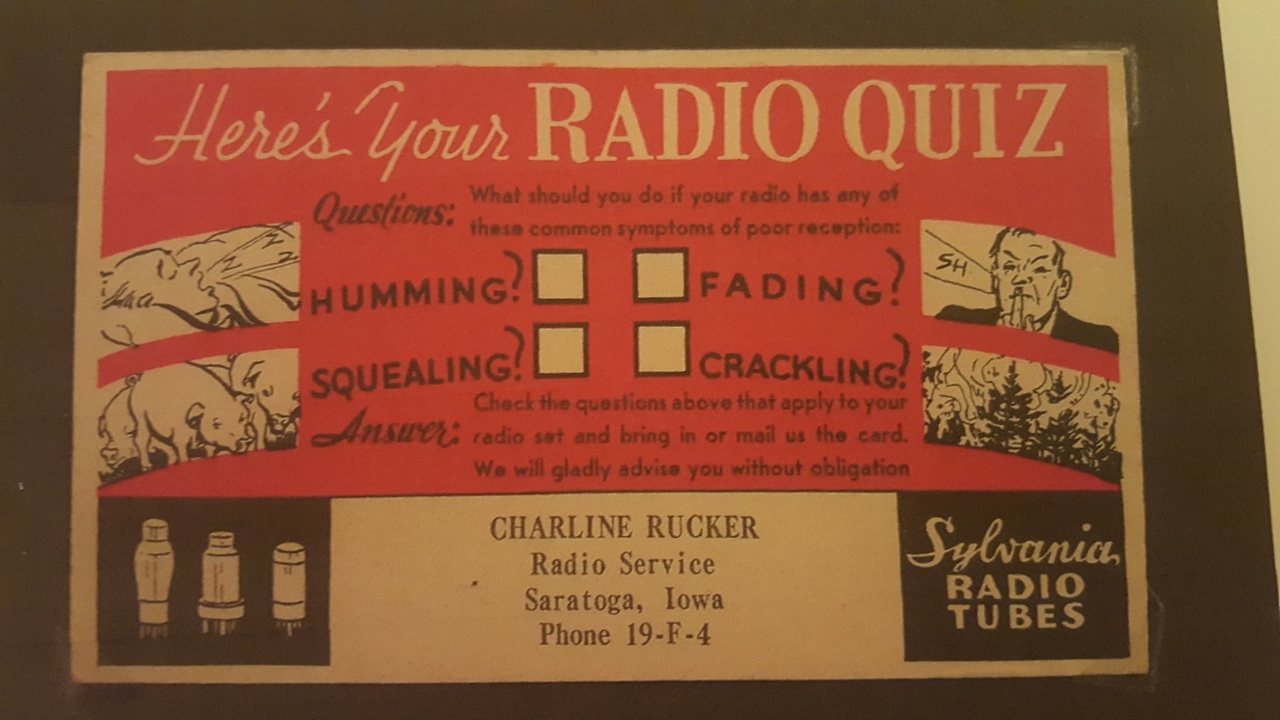 Here's Your RADIO QUIZ
Questions: What should you do if your radio has any of
these common symptoms of poor reception:
Z Z Z
SH
HUMMING? FADING?
SQUEALING? CRACKLING?
Check the questions above that apply to your
Answer: radio set and bring in or mail us the card.
We will gladly advise you without obligation
CHARLINE RUCKER
Radio Service
Saratoga, Iowa
Phone 19-F-4
Sylvania
RADIO
TUBES